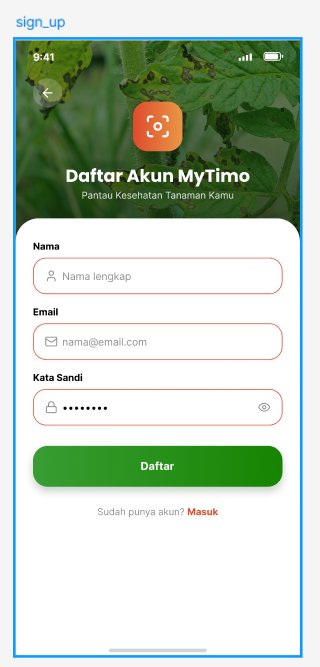 sign_up
9:41
Daftar Akun MyTimo
Pantau Kesehatan Tanaman Kamu
Nama
Nama lengkap
Email
nama@email.com
Kata Sandi
••••••••
Daftar
Sudah punya akun? Masuk